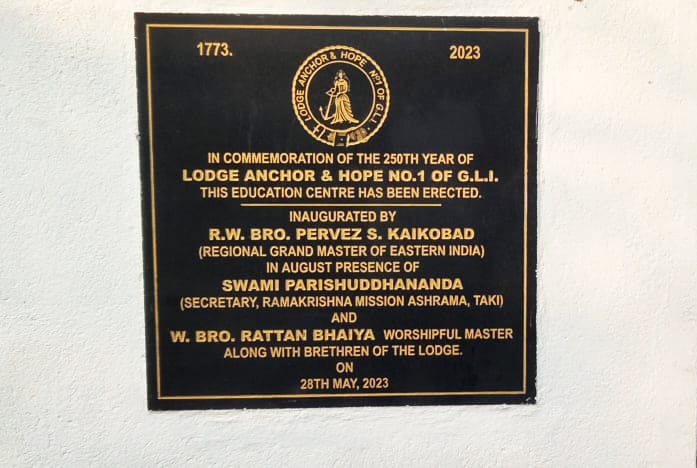 1773.
2023
LODGE ANCHOR & HOPE Nº1 OF G.L.I.
IN COMMEMORATION OF THE 250TH YEAR OF
LODGE ANCHOR & HOPE NO.1 OF G.L.I.
THIS EDUCATION CENTRE HAS BEEN ERECTED.
INAUGURATED BY
R.W. BRO. PERVEZ S. KAIKOBAD
(REGIONAL GRAND MASTER OF EASTERN INDIA)
IN AUGUST PRESENCE OF
SWAMI PARISHUDDHANANDA
(SECRETARY, RAMAKRISHNA MISSION ASHRAMA, TAKI)
AND
W. BRO. RATTAN BHAIYA WORSHIPFUL MASTER
ALONG WITH BRETHREN OF THE LODGE.
ON
28TH MAY, 2023